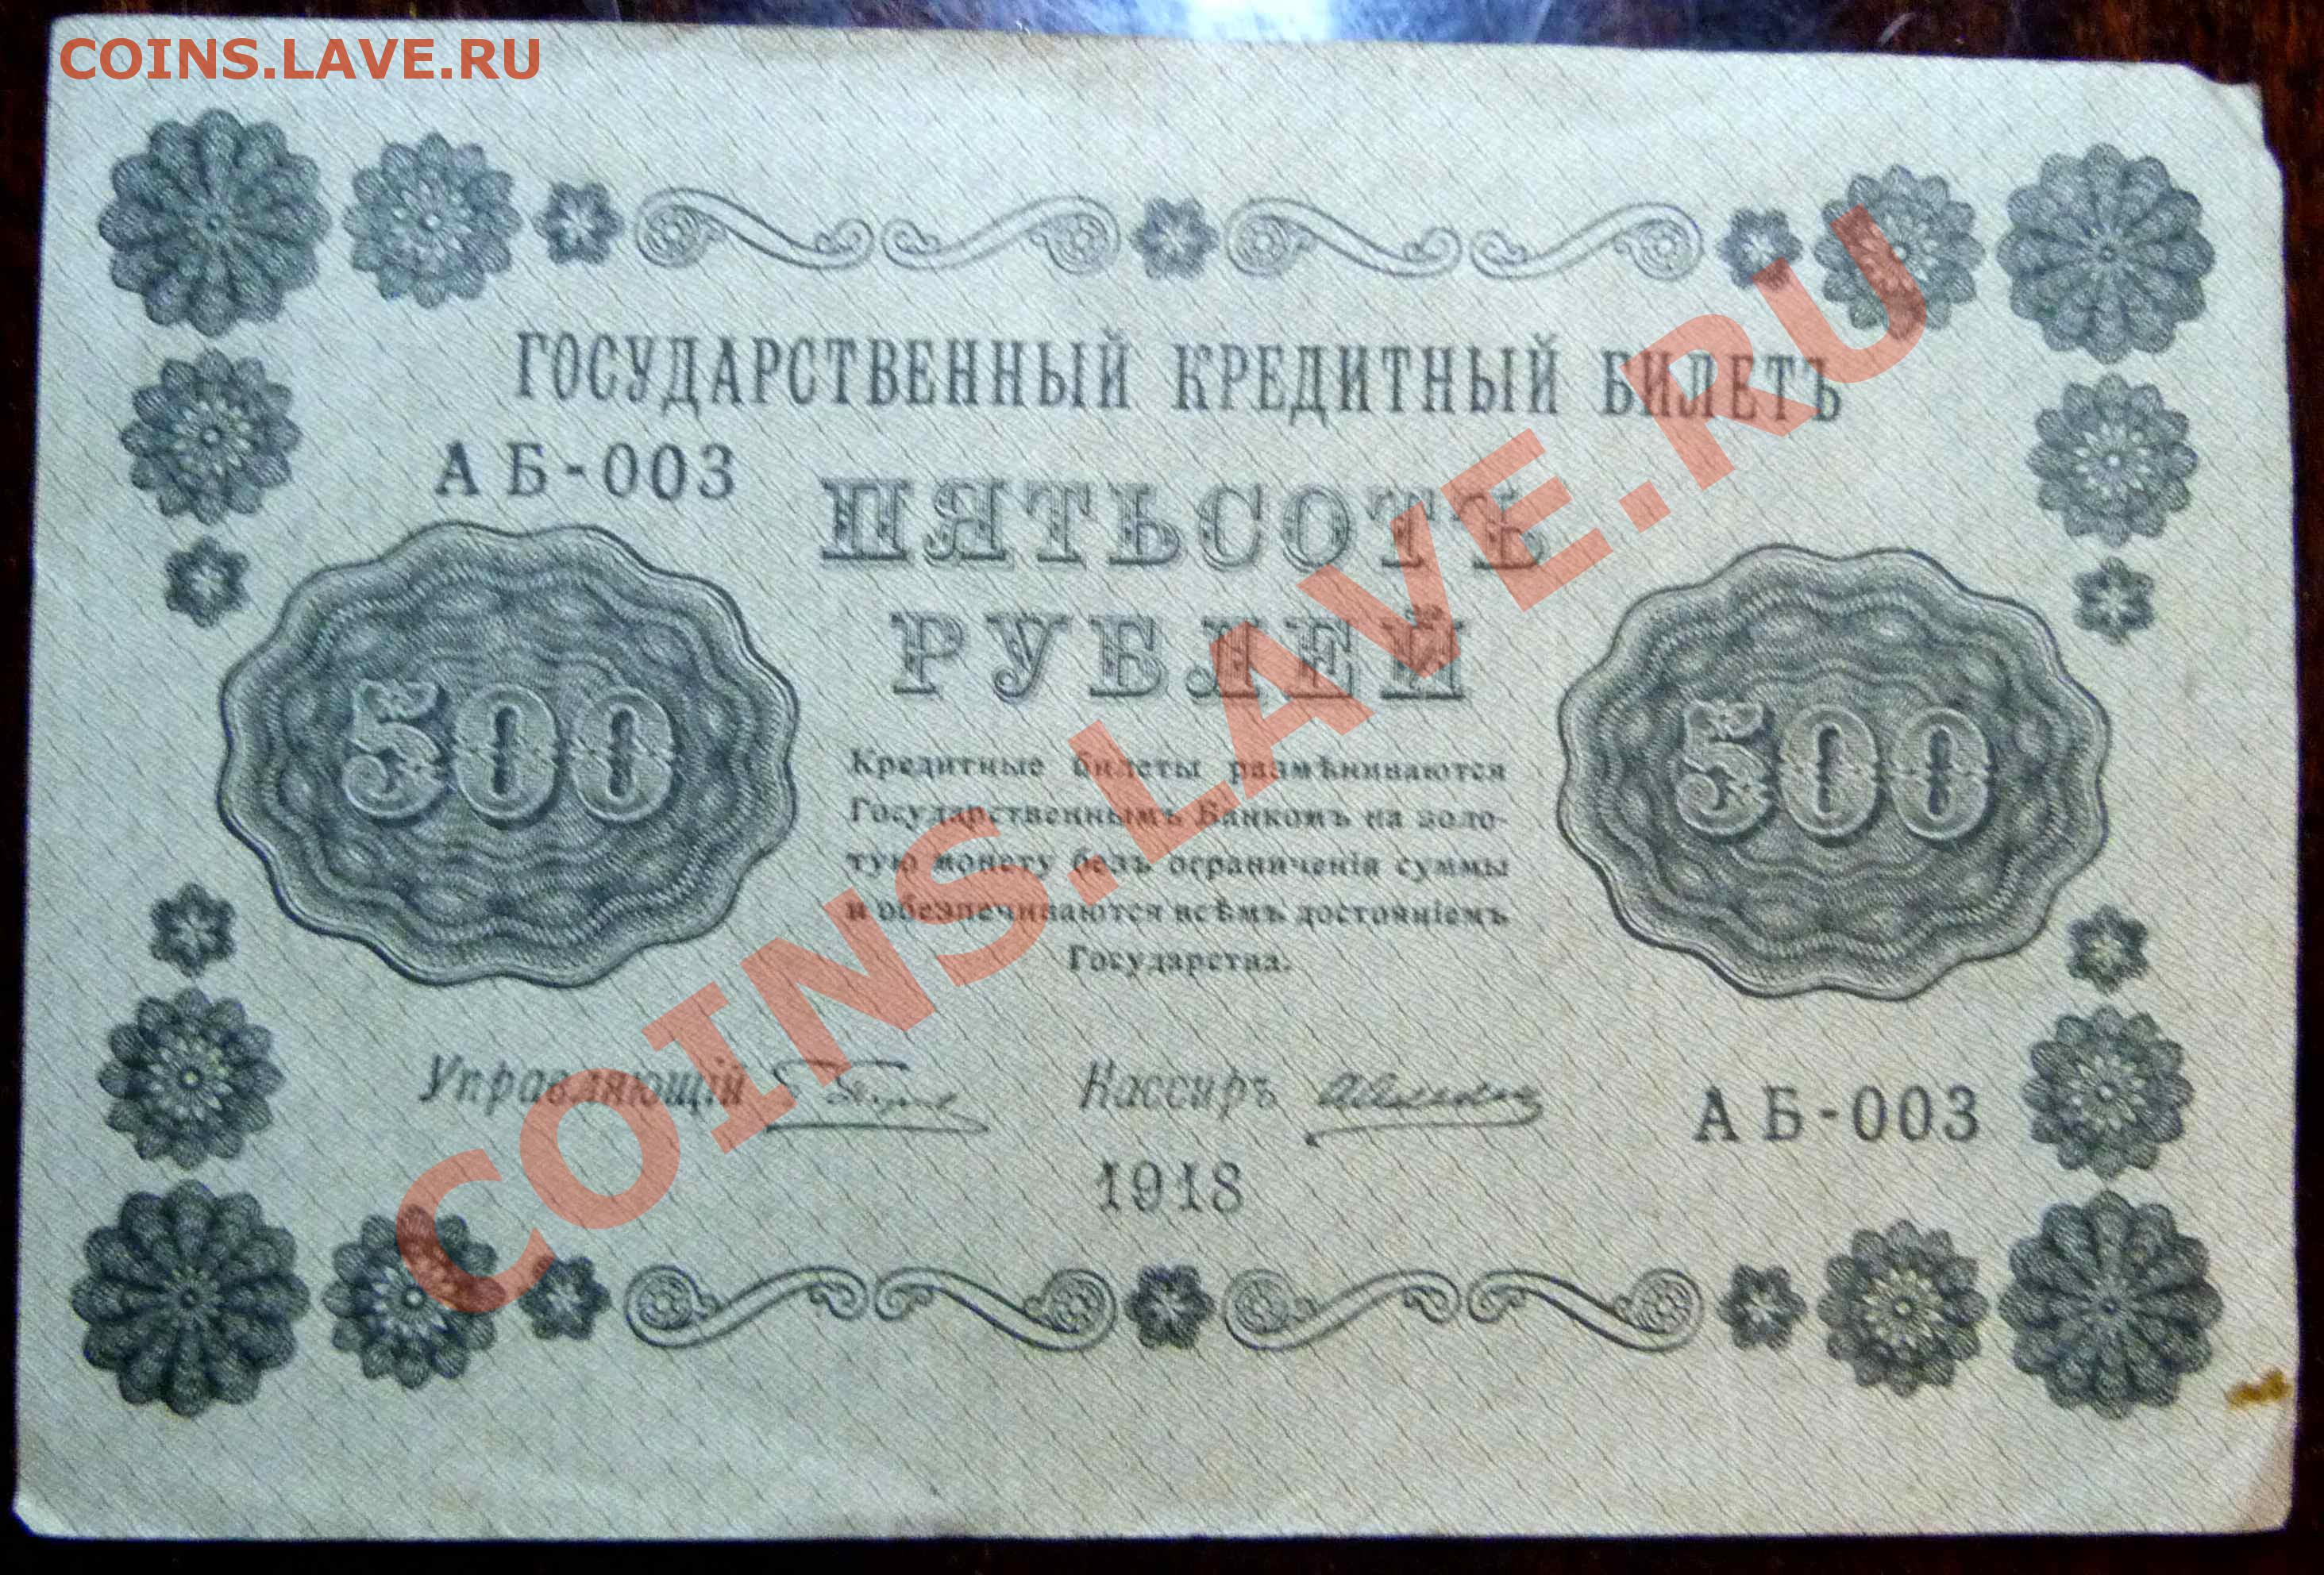 COINS.LAVE.RU
ГОСУДАРСТВЕННЫЙ КРЕДИТНЫЙ БИЛЕТЪ
АБ-003
ПЯТЬСОТЪ
РУБЛЕЙ
500
500
Кредитные билеты размѣниваются
Государственнымъ Банкомъ на золо-
тую монету безъ ограниченія суммы
и обезпечиваются всѣмъ достояніемъ
Государства.
Управляющій
Кассиръ
АБ-003
1918
COINS.LAVE.RU